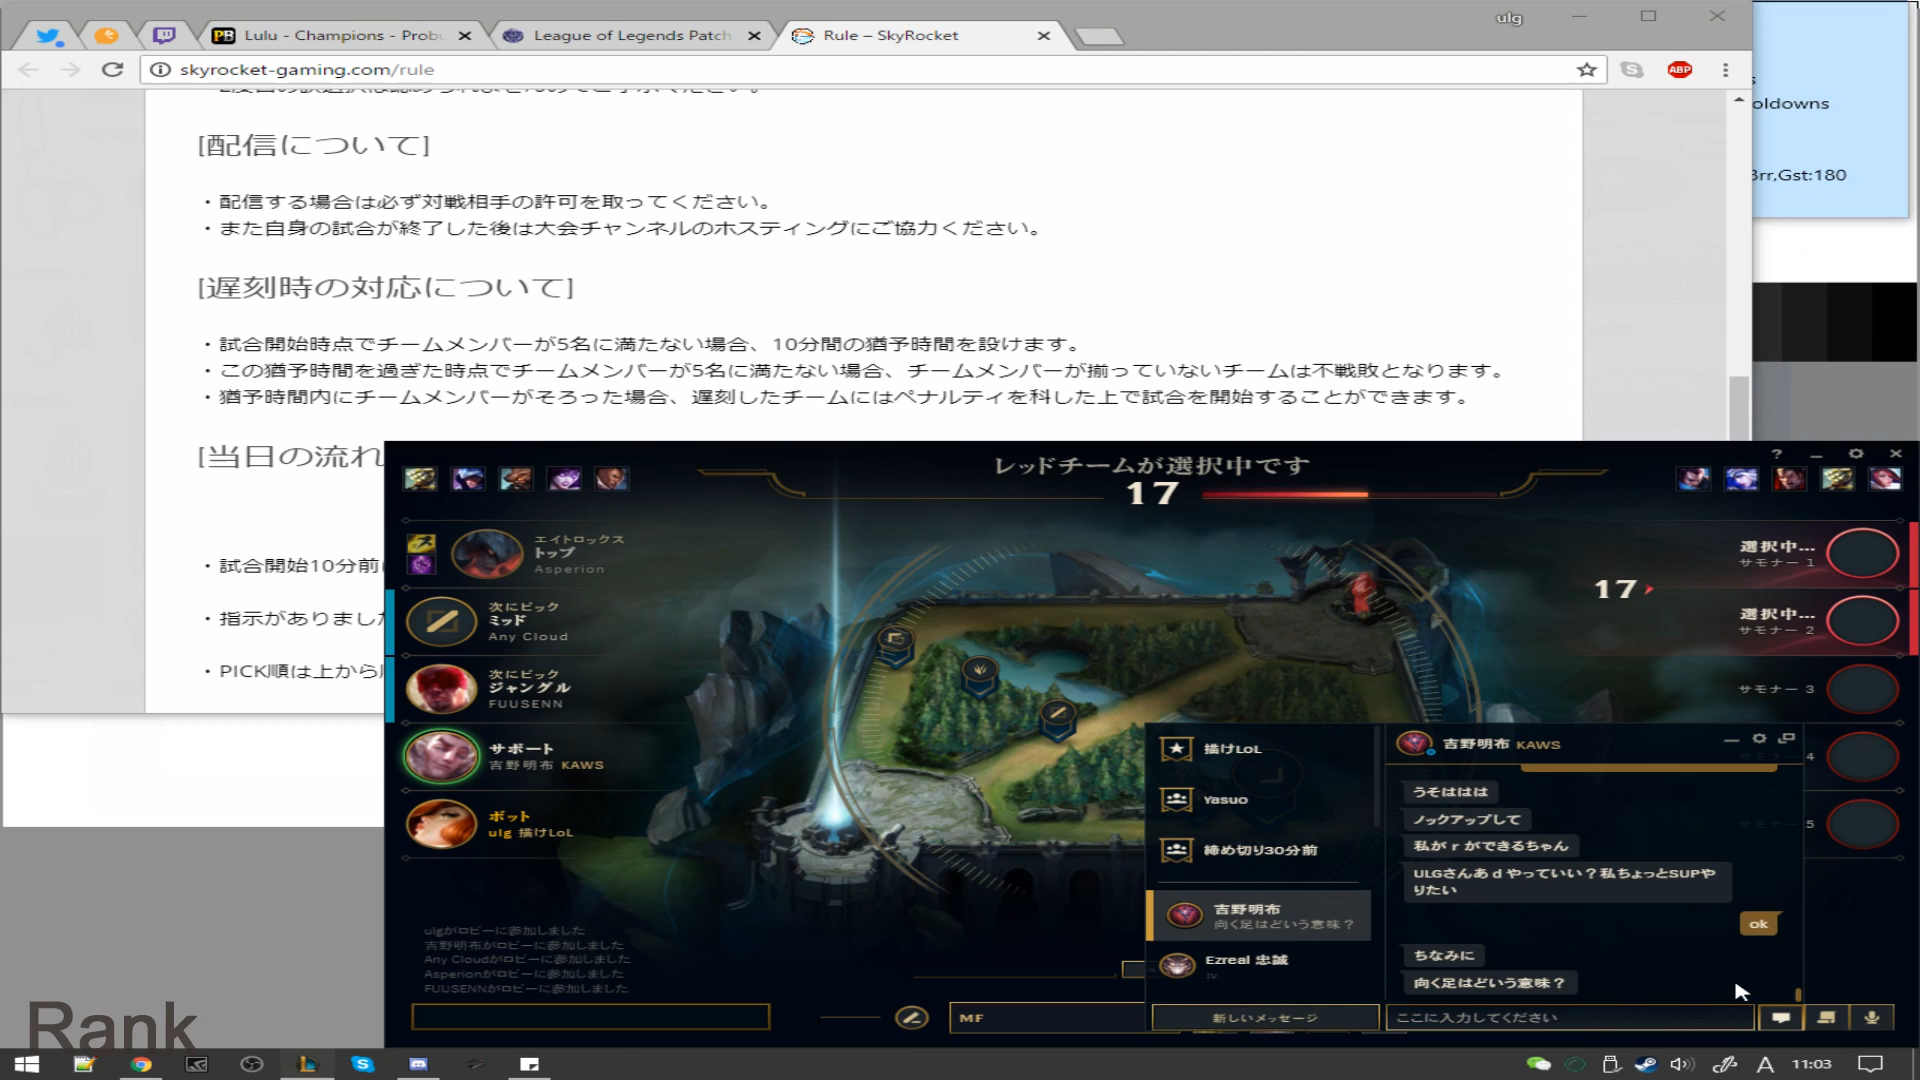 ulg
Lulu - Champions - Prob
League of Legends Patch
Rule – SkyRocket
skyrocket-gaming.com/rule
ABP
oldowns
Brr,Gst:180
[配信について]
・配信する場合は必ず対戦相手の許可を取ってください。
・また自身の試合が終了した後は大会チャンネルのホスティングにご協力ください。
[遅刻時の対応について]
・試合開始時点でチームメンバーが5名に満たない場合、10分間の猶予時間を設けます。
・この猶予時間を過ぎた時点でチームメンバーが5名に満たない場合、チームメンバーが揃っていないチームは不戦敗となります。
・猶予時間内にチームメンバーがそろった場合、遅刻したチームにはペナルティを科した上で試合を開始することができます。
[当日の流れ
・試合開始10分前
・指示がありました
・PICK順は上から
レッドチームが選択中です
17
エイトロックス
トップ
Asperion
次にピック
ミッド
Any Cloud
次にピック
ジャングル
FUUSENN
サポート
吉野明布 KAWS
ボット
ulg 描けLoL
17
選択中...
サモナー 1
選択中...
サモナー 2
サモナー 3
4
5
ulgがロビーに参加しました
吉野明布がロビーに参加しました
Any Cloudがロビーに参加しました
Asperionがロビーに参加しました
FUUSENNがロビーに参加しました
MF
描けLoL
Yasuo
締め切り30分前
吉野明布
向く足はどいう意味？
Ezreal 忠誠
:v
新しいメッセージ
吉野明布 KAWS
うそははは
ノックアップして
私がｒができるちゃん
ULGさんあｄやっていい？私ちょっとSUPや
りたい
ok
ちなみに
向く足はどいう意味？
ここに入力してください
Rank
A
11:03